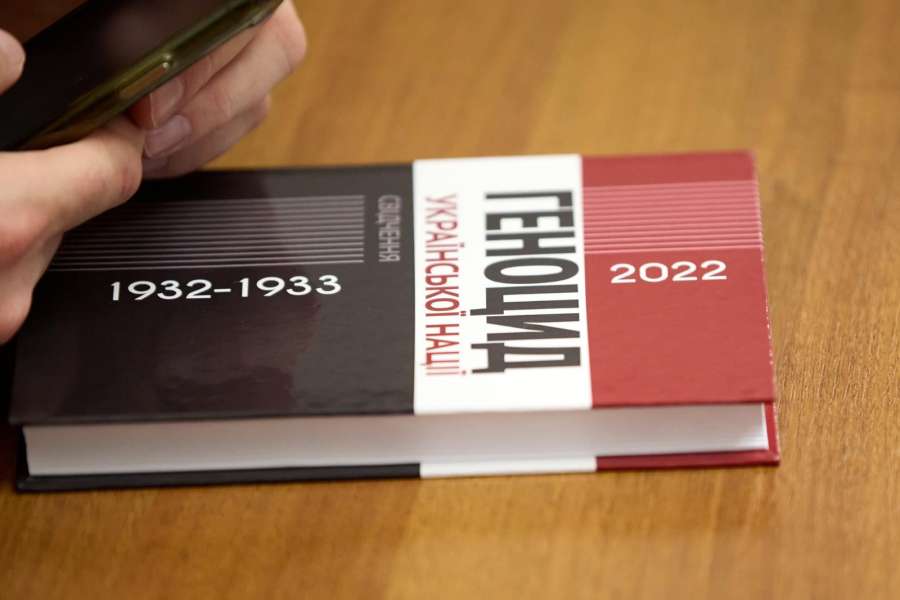 ГЕНОЦИД
УКРАЇНСЬКОЇ НАЦІЇ
СВІДЧЕННЯ
1932–1933
2022